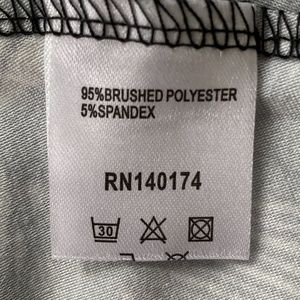 95%BRUSHED POLYESTER
5%SPANDEX
RN140174
30